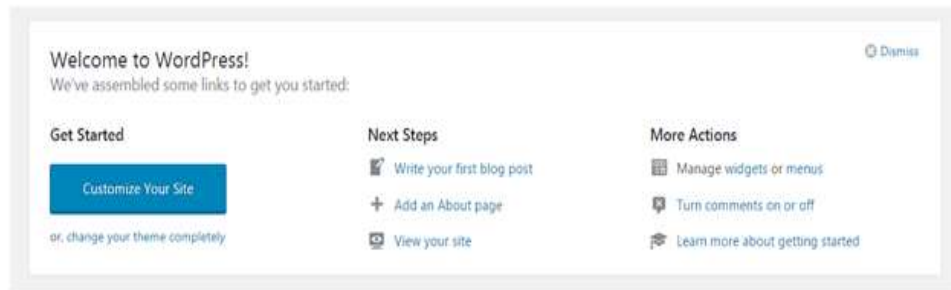 Welcome to WordPress!
Dismiss
We've assembled some links to get you started:
Get Started
Customize Your Site
or, change your theme completely
Next Steps
Write your first blog post
Add an About page
View your site
More Actions
Manage widgets or menus
Turn comments on or off
Learn more about getting started